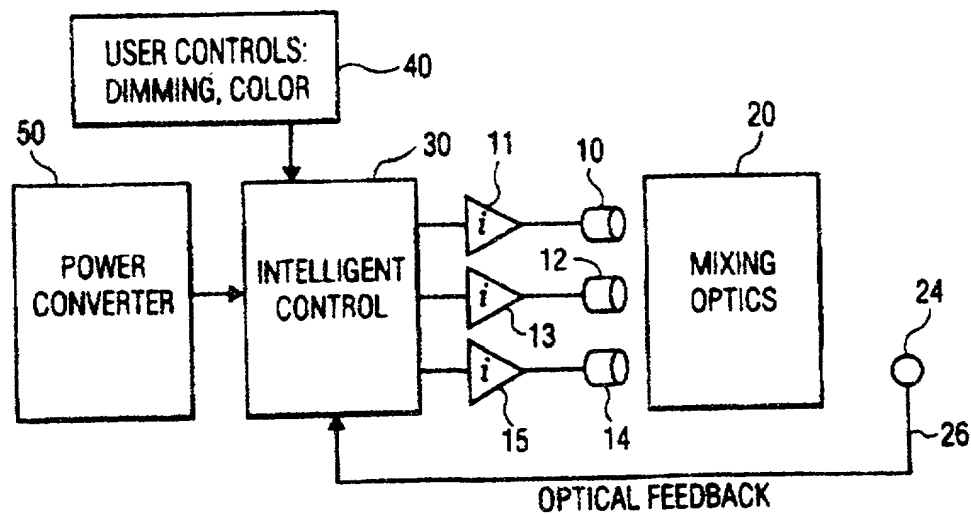 USER CONTROLS:
DIMMING, COLOR
40
50
30
11
10
20
POWER
CONVERTER
INTELLIGENT
CONTROL
i
i
i
12
13
15
14
MIXING
OPTICS
24
26
OPTICAL FEEDBACK